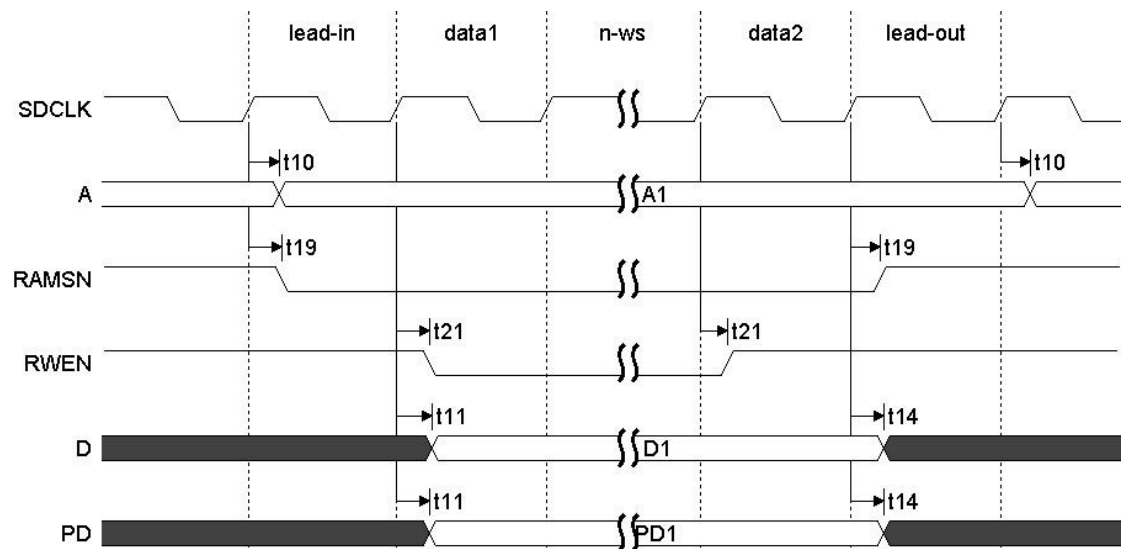 lead-in data1 n-ws data2 lead-out
SDCLK
t10 t10
A A1
t19 t19
RAMSN
t21 t21
RWEN
t11 t14
D D1
t11 t14
PD PD1